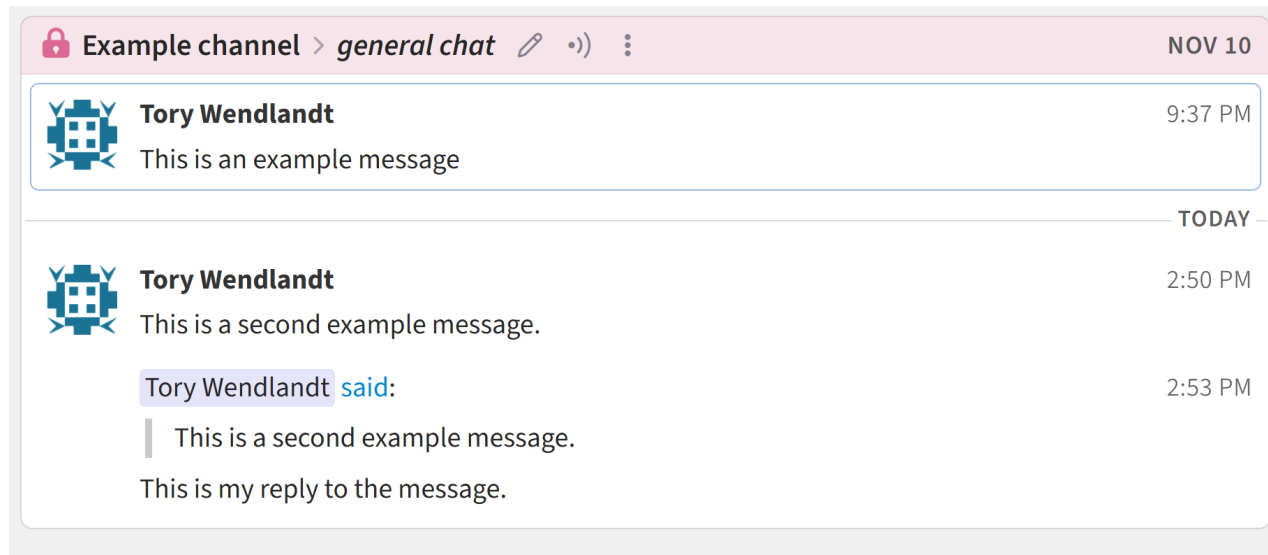 Example channel > general chat NOV 10
Tory Wendlandt 9:37 PM
This is an example message
TODAY
Tory Wendlandt 2:50 PM
This is a second example message.
Tory Wendlandt said: 2:53 PM
This is a second example message.
This is my reply to the message.